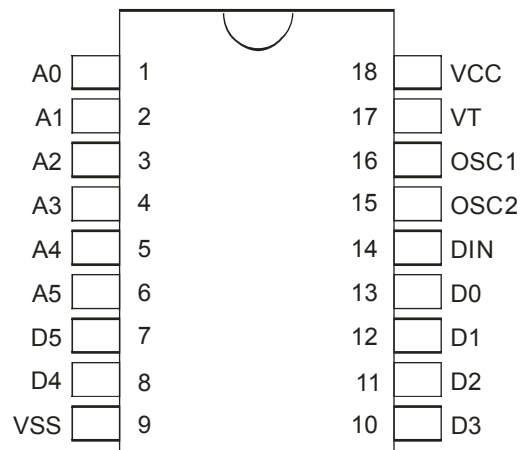 A0 1 18 VCC
A1 2 17 VT
A2 3 16 OSC1
A3 4 15 OSC2
A4 5 14 DIN
A5 6 13 D0
D5 7 12 D1
D4 8 11 D2
VSS 9 10 D3